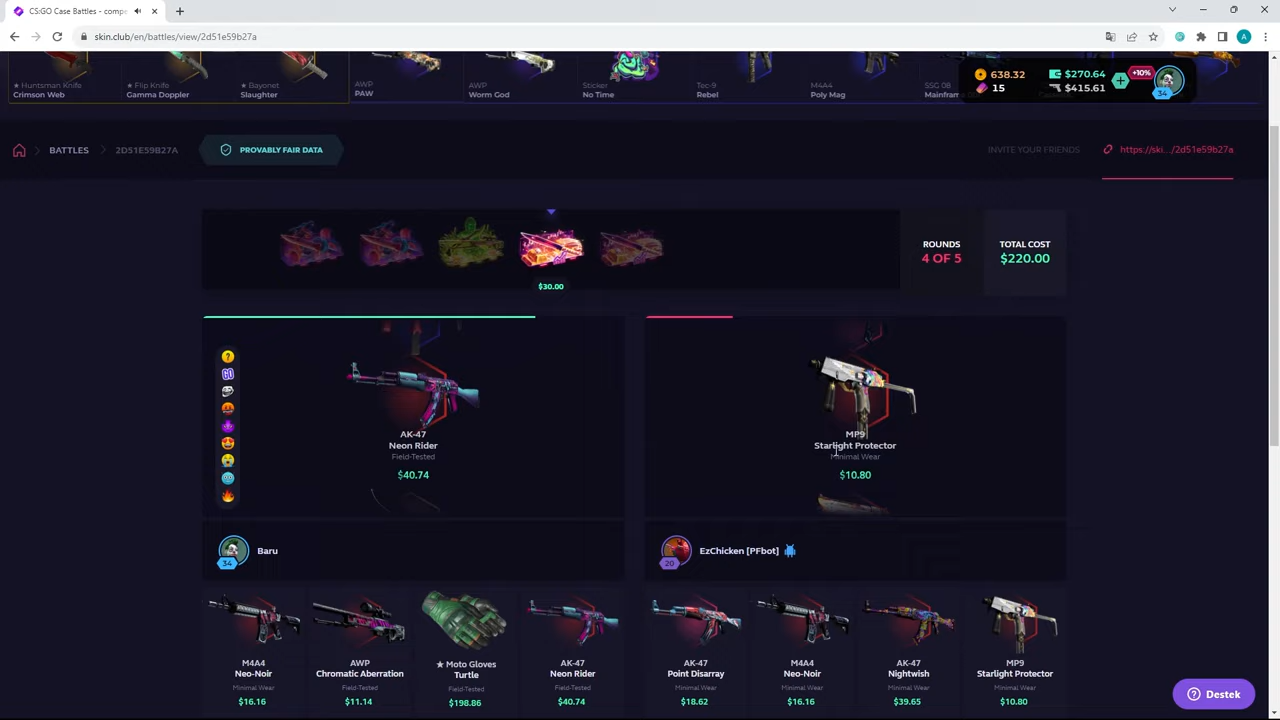 CS:GO Case Battles - compe
skin.club/en/battles/view/2d51e59b27a
A
★ Huntsman Knife
Crimson Web
★ Flip Knife
Gamma Doppler
★ Bayonet
Slaughter
AWP
PAW
AWP
Worm God
Sticker
No Time
Tec-9
Rebel
M4A4
Poly Mag
SSG 08
Mainframe
638.32
15
$270.64
$415.61
+10%
34
BATTLES
2D51E59B27A
PROVABLY FAIR DATA
INVITE YOUR FRIENDS
https://ski.../2d51e59b27a
$30.00
ROUNDS
4 OF 5
TOTAL COST
$220.00
GO
AK-47
Neon Rider
Field-Tested
$40.74
MP9
Starlight Protector
Minimal Wear
$10.80
34
Baru
20
EzChicken [PFbot]
M4A4
Neo-Noir
Minimal Wear
$16.16
AWP
Chromatic Aberration
Field-Tested
$11.14
★ Moto Gloves
Turtle
Field-Tested
$198.86
AK-47
Neon Rider
Field-Tested
$40.74
AK-47
Point Disarray
Minimal Wear
$18.62
M4A4
Neo-Noir
Minimal Wear
$16.16
AK-47
Nightwish
Minimal Wear
$39.65
MP9
Starlight Protector
Minimal Wear
$10.80
Destek